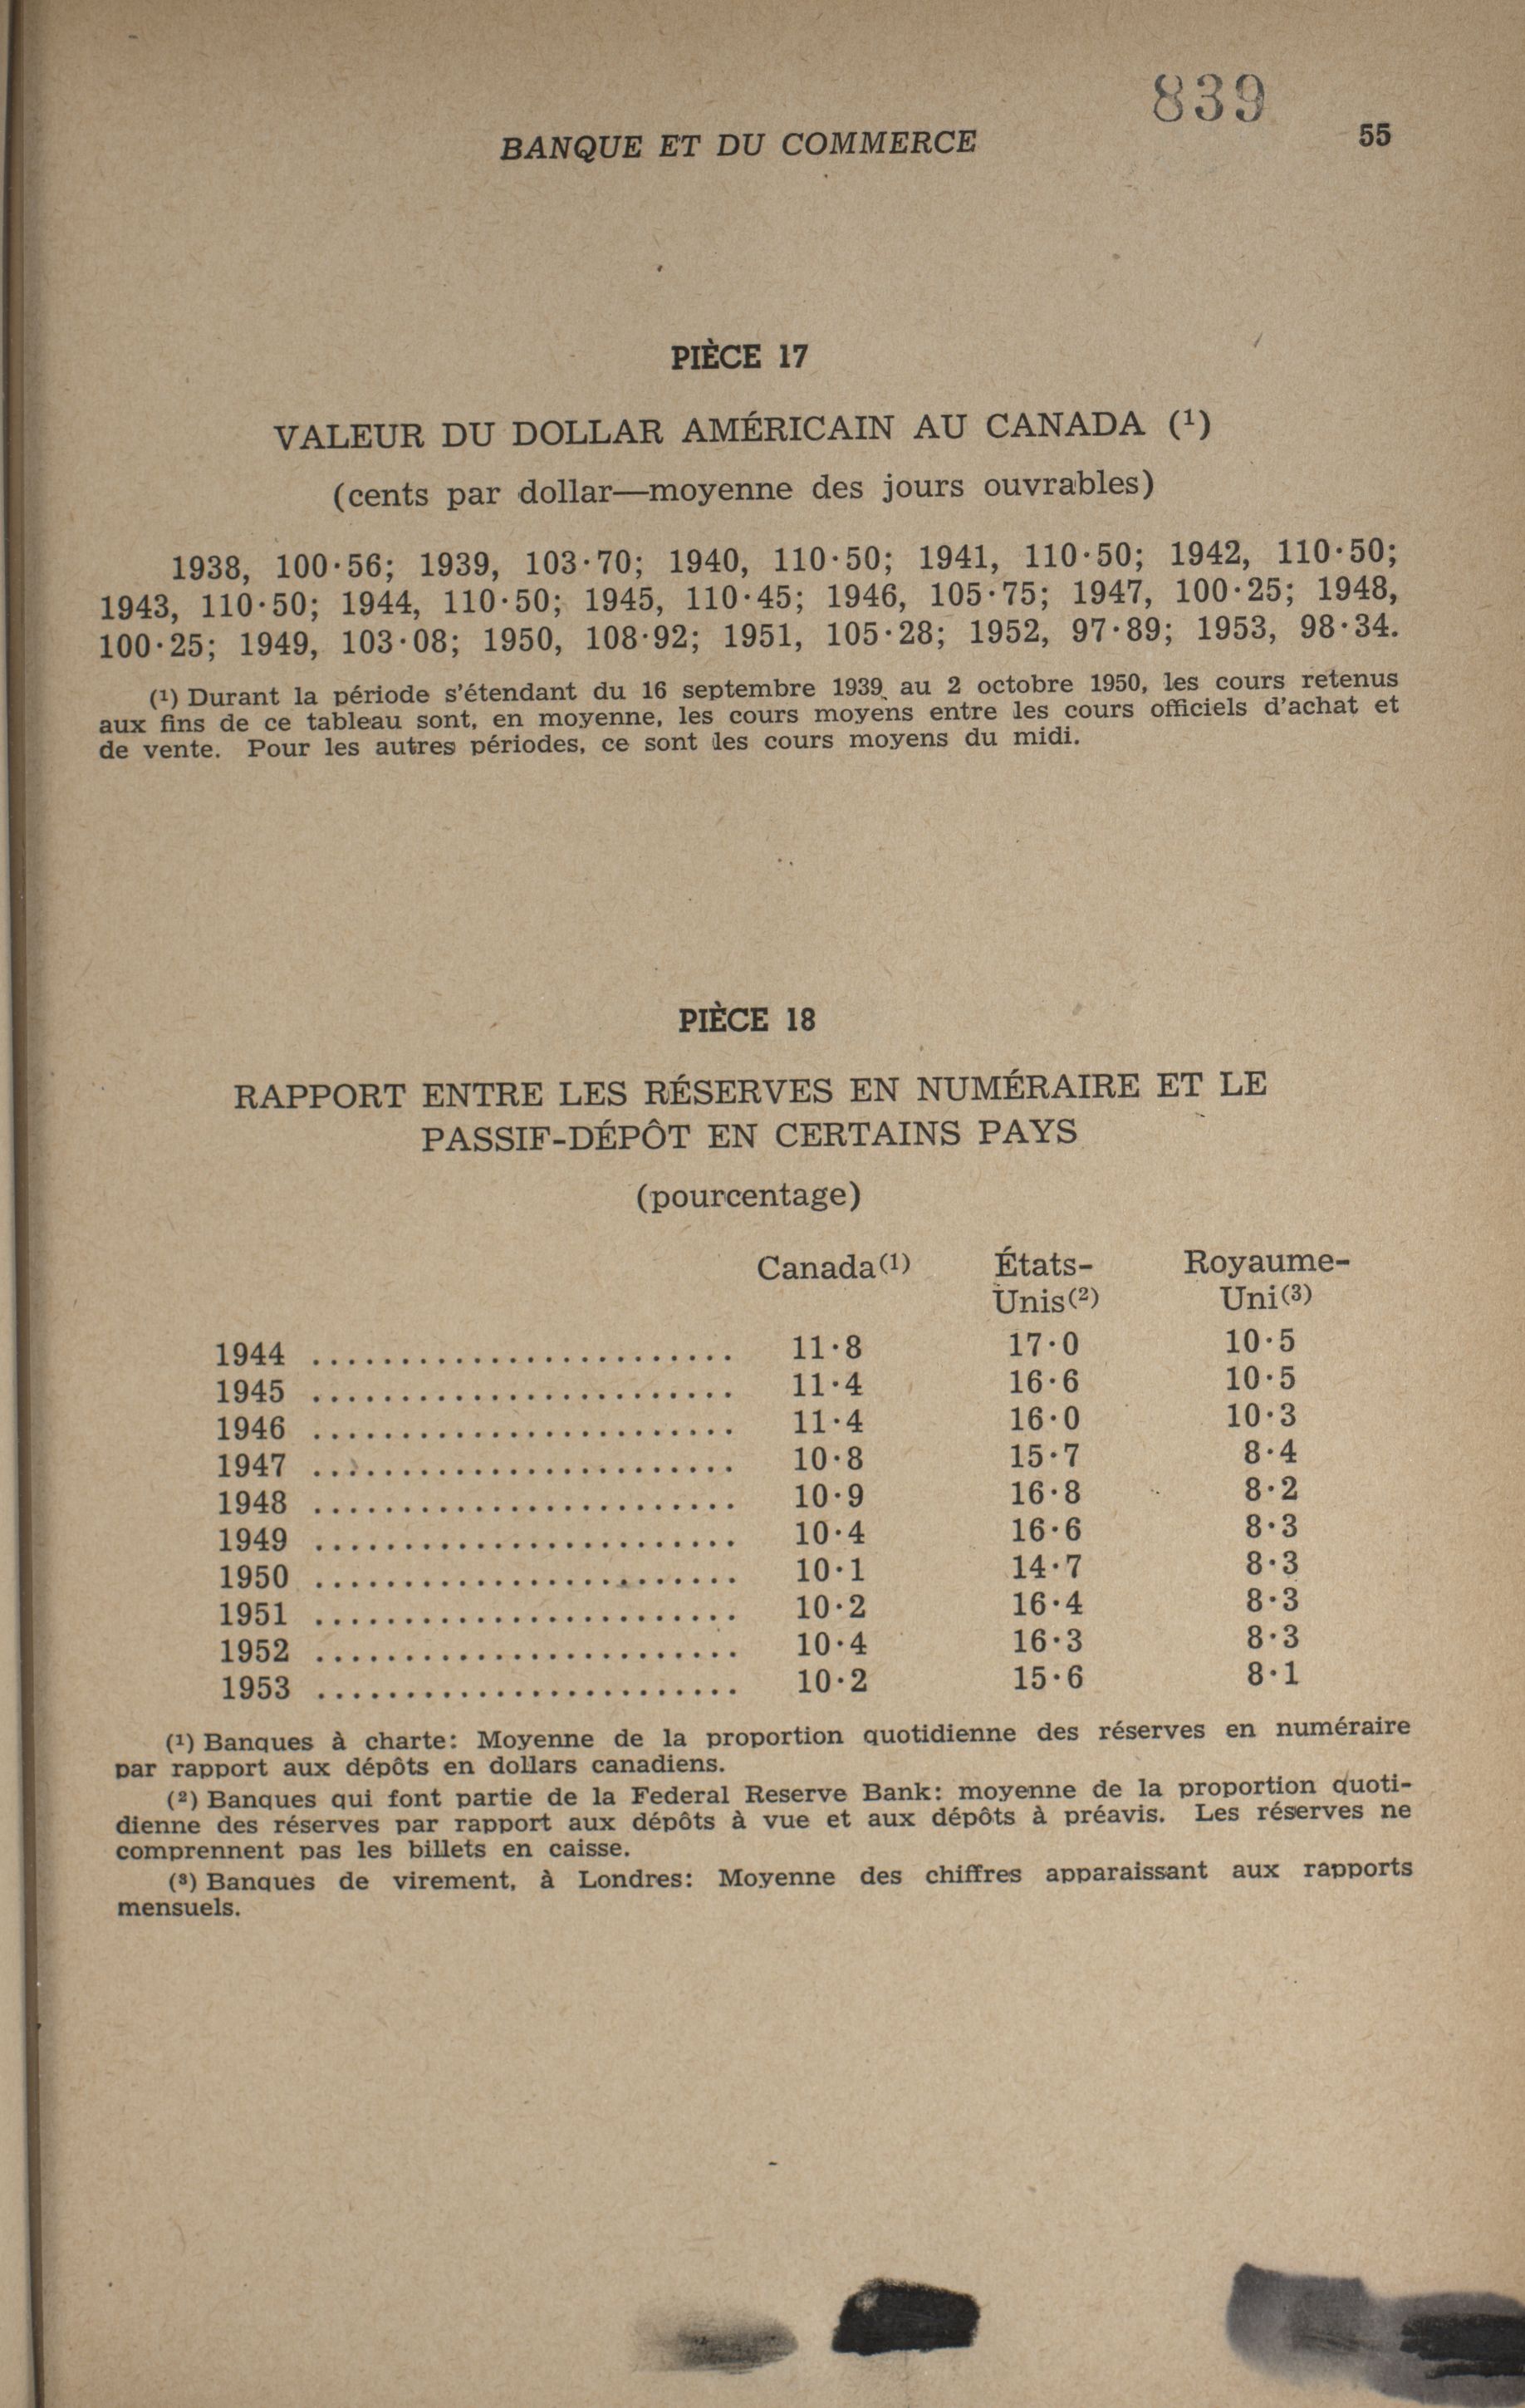 839
BANQUE ET DU COMMERCE 55
PIÈCE 17
VALEUR DU DOLLAR AMÉRICAIN AU CANADA (¹)
(cents par dollar—moyenne des jours ouvrables)
1938, 100·56; 1939, 103·70; 1940, 110·50; 1941, 110·50; 1942, 110·50;
1943, 110·50; 1944, 110·50; 1945, 110·45; 1946, 105·75; 1947, 100·25; 1948,
100·25; 1949, 103·08; 1950, 108·92; 1951, 105·28; 1952, 97·89; 1953, 98·34.
(¹) Durant la période s'étendant du 16 septembre 1939 au 2 octobre 1950, les cours retenus
aux fins de ce tableau sont, en moyenne, les cours moyens entre les cours officiels d'achat et
de vente. Pour les autres périodes, ce sont les cours moyens du midi.
PIÈCE 18
RAPPORT ENTRE LES RÉSERVES EN NUMÉRAIRE ET LE
PASSIF-DÉPÔT EN CERTAINS PAYS
(pourcentage)
Canada(¹) États- Royaume-
Unis(²) Uni(³)
1944 ........................ 11·8 17·0 10·5
1945 ........................ 11·4 16·6 10·5
1946 ........................ 11·4 16·0 10·3
1947 ........................ 10·8 15·7 8·4
1948 ........................ 10·9 16·8 8·2
1949 ........................ 10·4 16·6 8·3
1950 ........................ 10·1 14·7 8·3
1951 ........................ 10·2 16·4 8·3
1952 ........................ 10·4 16·3 8·3
1953 ........................ 10·2 15·6 8·1
(¹) Banques à charte: Moyenne de la proportion quotidienne des réserves en numéraire
par rapport aux dépôts en dollars canadiens.
(²) Banques qui font partie de la Federal Reserve Bank: moyenne de la proportion quoti-
dienne des réserves par rapport aux dépôts à vue et aux dépôts à préavis. Les réserves ne
comprennent pas les billets en caisse.
(³) Banques de virement, à Londres: Moyenne des chiffres apparaissant aux rapports
mensuels.